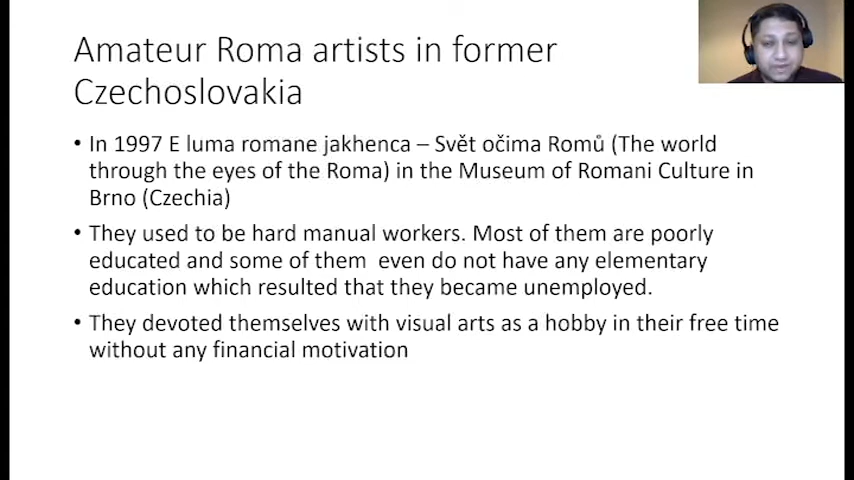 Amateur Roma artists in former
Czechoslovakia
• In 1997 E luma romane jakhenca – Svět očima Romů (The world
through the eyes of the Roma) in the Museum of Romani Culture in
Brno (Czechia)
• They used to be hard manual workers. Most of them are poorly
educated and some of them  even do not have any elementary
education which resulted that they became unemployed.
• They devoted themselves with visual arts as a hobby in their free time
without any financial motivation